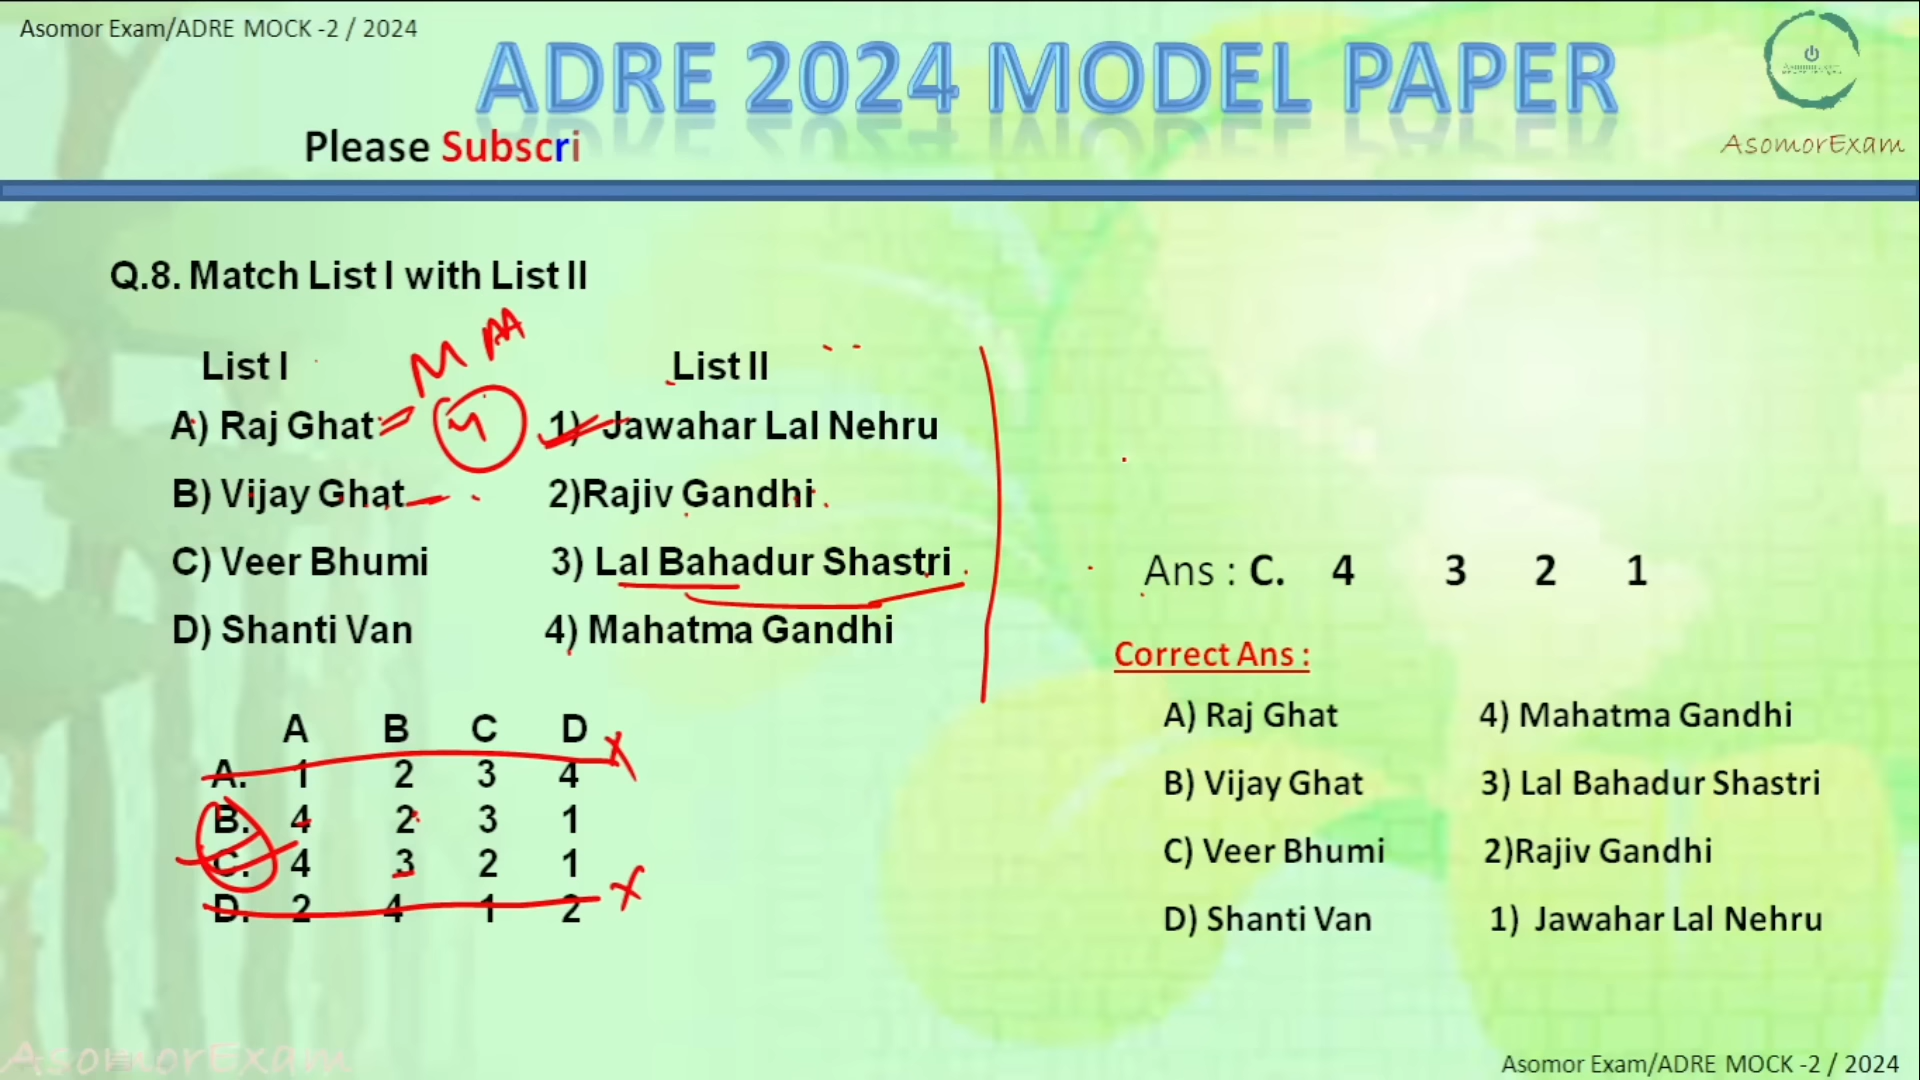 Asomor Exam/ADRE MOCK -2 / 2024
ADRE 2024 MODEL PAPER
Please Subscri
AsomorExam
Q.8. Match List I with List II
List I List II
A) Raj Ghat 1) Jawahar Lal Nehru
B) Vijay Ghat 2)Rajiv Gandhi
C) Veer Bhumi 3) Lal Bahadur Shastri
D) Shanti Van 4) Mahatma Gandhi
A B C D
A. 1 2 3 4
B. 4 2 3 1
C. 4 3 2 1
D. 2 4 1 2
Ans : C. 4 3 2 1
Correct Ans :
A) Raj Ghat 4) Mahatma Gandhi
B) Vijay Ghat 3) Lal Bahadur Shastri
C) Veer Bhumi 2)Rajiv Gandhi
D) Shanti Van 1) Jawahar Lal Nehru
AsomorExam
Asomor Exam/ADRE MOCK -2 / 2024